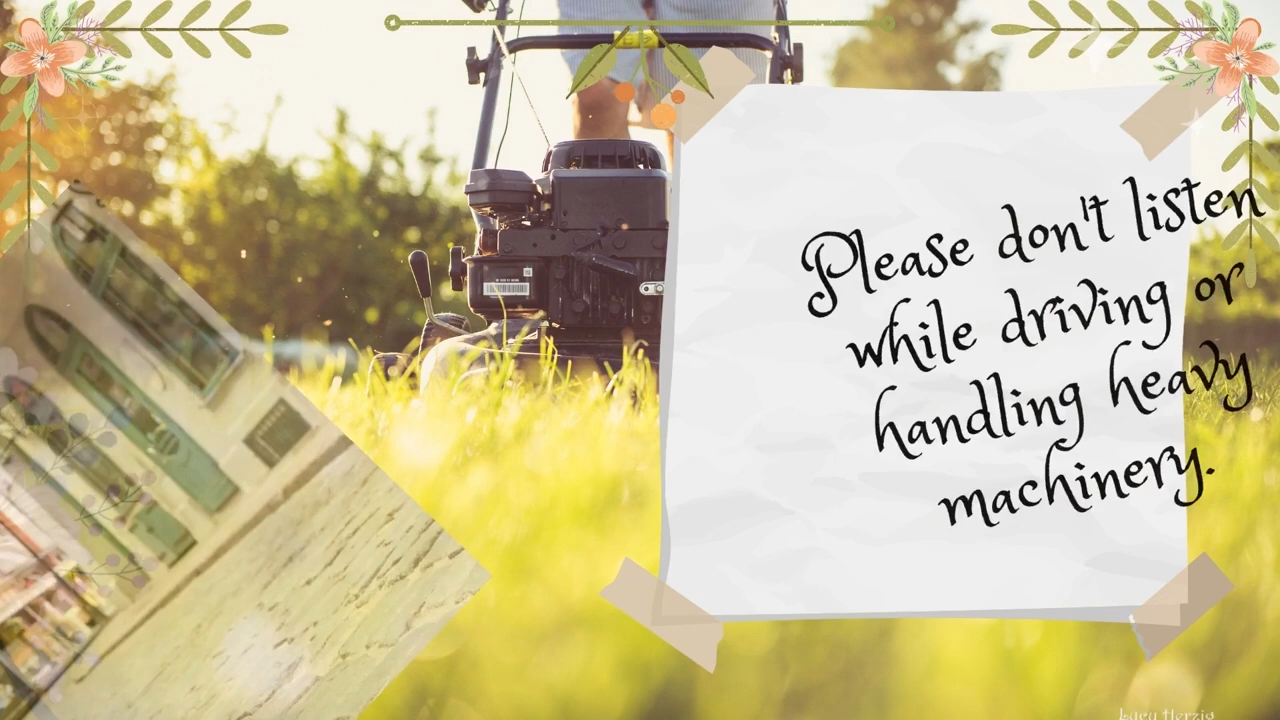 Please don't listen
while driving or
handling heavy
machinery.